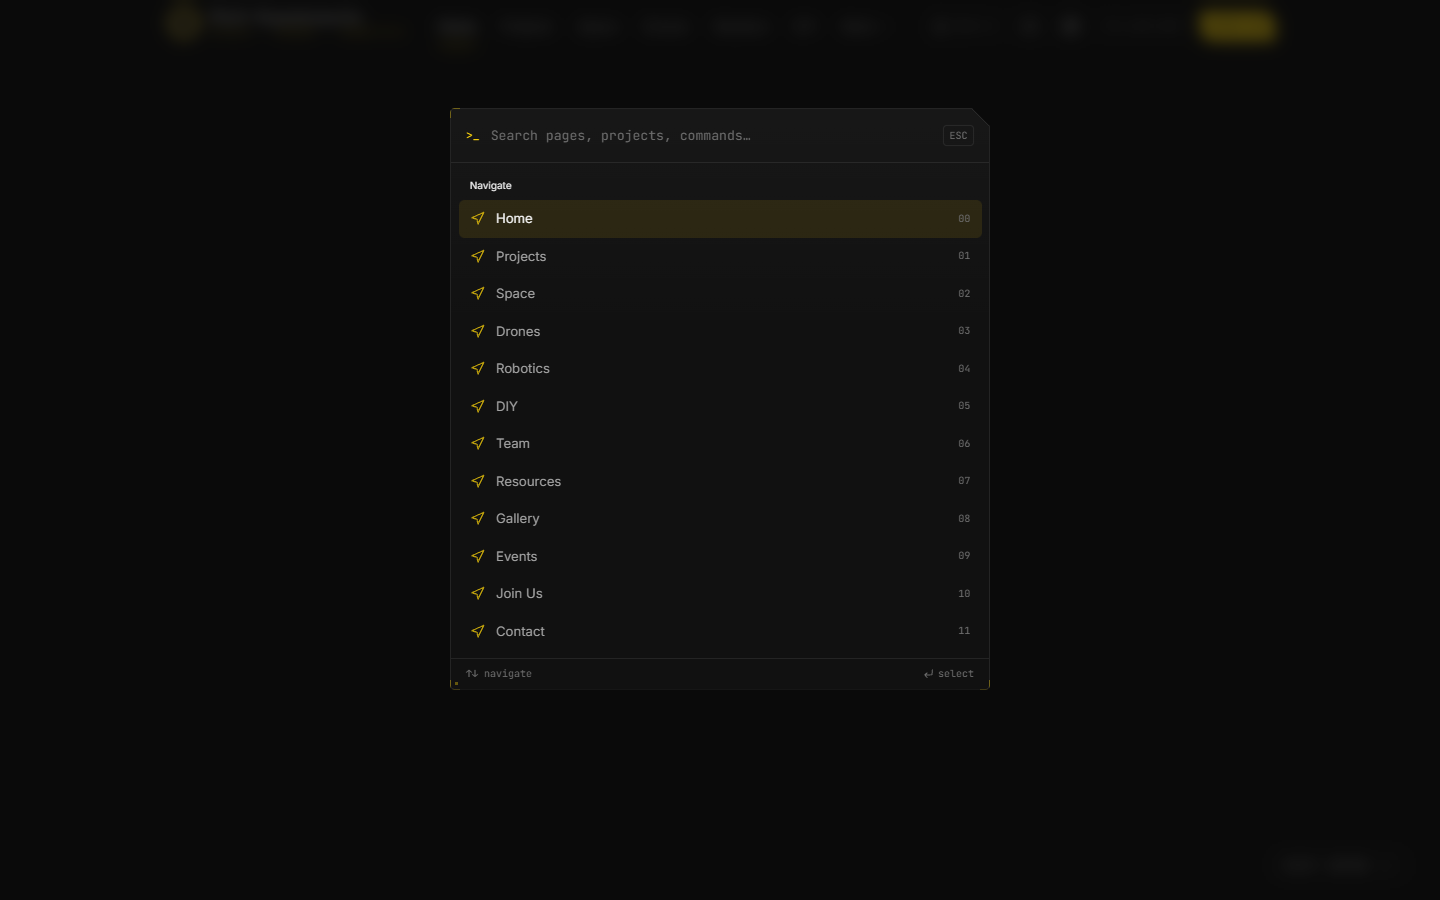 >_ Search pages, projects, commands… ESC
Navigate
Home 00
Projects 01
Space 02
Drones 03
Robotics 04
DIY 05
Team 06
Resources 07
Gallery 08
Events 09
Join Us 10
Contact 11
↑↓ navigate ↵ select